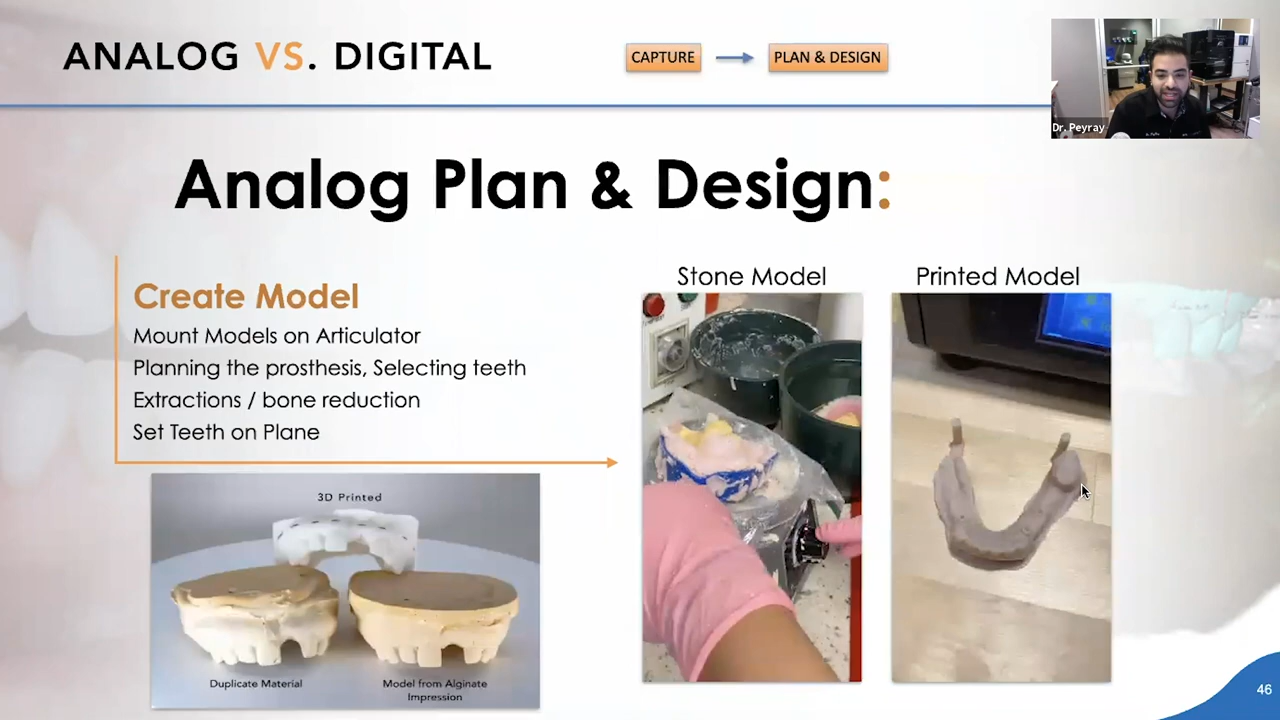 ANALOG VS. DIGITAL
CAPTURE
PLAN & DESIGN
Dr. Peyray
Analog Plan & Design:
Create Model
Mount Models on Articulator
Planning the prosthesis, Selecting teeth
Extractions / bone reduction
Set Teeth on Plane
Stone Model
Printed Model
3D Printed
Duplicate Material
Model from Alginate
Impression
46